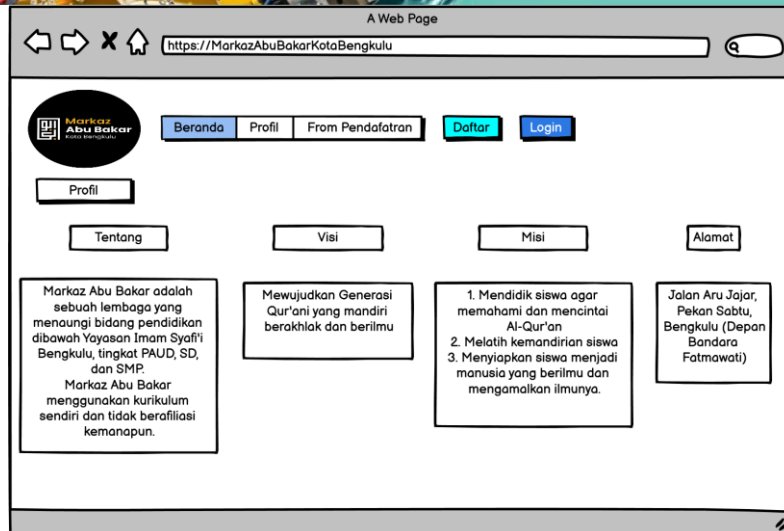 A Web Page
https://MarkazAbuBakarKotaBengkulu
Markaz
Abu Bakar
Kota Bengkulu
Beranda
Profil
From Pendafatran
Daftar
Login
Profil
Tentang
Visi
Misi
Alamat
Markaz Abu Bakar adalah
sebuah lembaga yang
menaungi bidang pendidikan
dibawah Yayasan Imam Syafi'i
Bengkulu, tingkat PAUD, SD,
dan SMP.
Markaz Abu Bakar
menggunakan kurikulum
sendiri dan tidak berafiliasi
kemanapun.
Mewujudkan Generasi
Qur'ani yang mandiri
berakhlak dan berilmu
1. Mendidik siswa agar
memahami dan mencintai
Al-Qur'an
2. Melatih kemandirian siswa
3. Menyiapkan siswa menjadi
manusia yang berilmu dan
mengamalkan ilmunya.
Jalan Aru Jajar,
Pekan Sabtu,
Bengkulu (Depan
Bandara
Fatmawati)